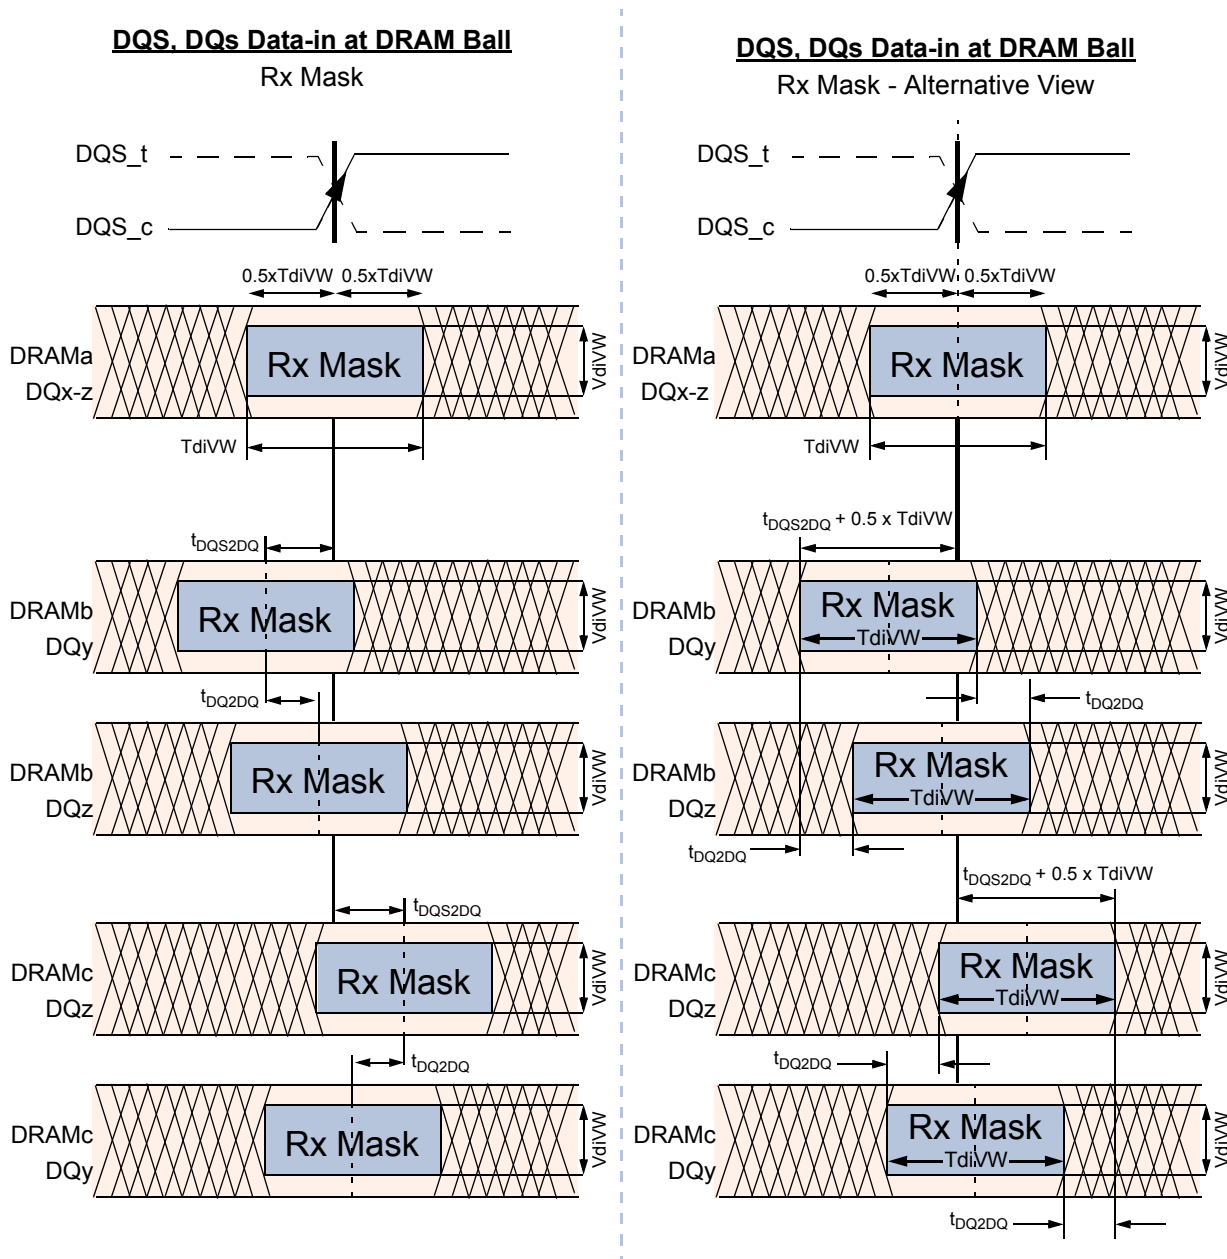 DQS, DQs Data-in at DRAM Ball
Rx Mask
DQS_t
DQS_c
0.5xTdiVW 0.5xTdiVW
DRAMa
DQx-z
Rx Mask
VdiVW
TdiVW
tDQS2DQ
DRAMb
DQy
Rx Mask
VdiVW
tDQ2DQ
DRAMb
DQz
Rx Mask
VdiVW
tDQS2DQ
DRAMc
DQz
Rx Mask
VdiVW
tDQ2DQ
DRAMc
DQy
Rx Mask
VdiVW
DQS, DQs Data-in at DRAM Ball
Rx Mask - Alternative View
DQS_t
DQS_c
0.5xTdiVW 0.5xTdiVW
DRAMa
DQx-z
Rx Mask
VdiVW
TdiVW
tDQS2DQ + 0.5 x TdiVW
DRAMb
DQy
Rx Mask
TdiVW
VdiVW
tDQ2DQ
DRAMb
DQz
Rx Mask
TdiVW
VdiVW
tDQ2DQ
tDQS2DQ + 0.5 x TdiVW
DRAMc
DQz
Rx Mask
TdiVW
VdiVW
tDQ2DQ
DRAMc
DQy
Rx Mask
TdiVW
VdiVW
tDQ2DQ